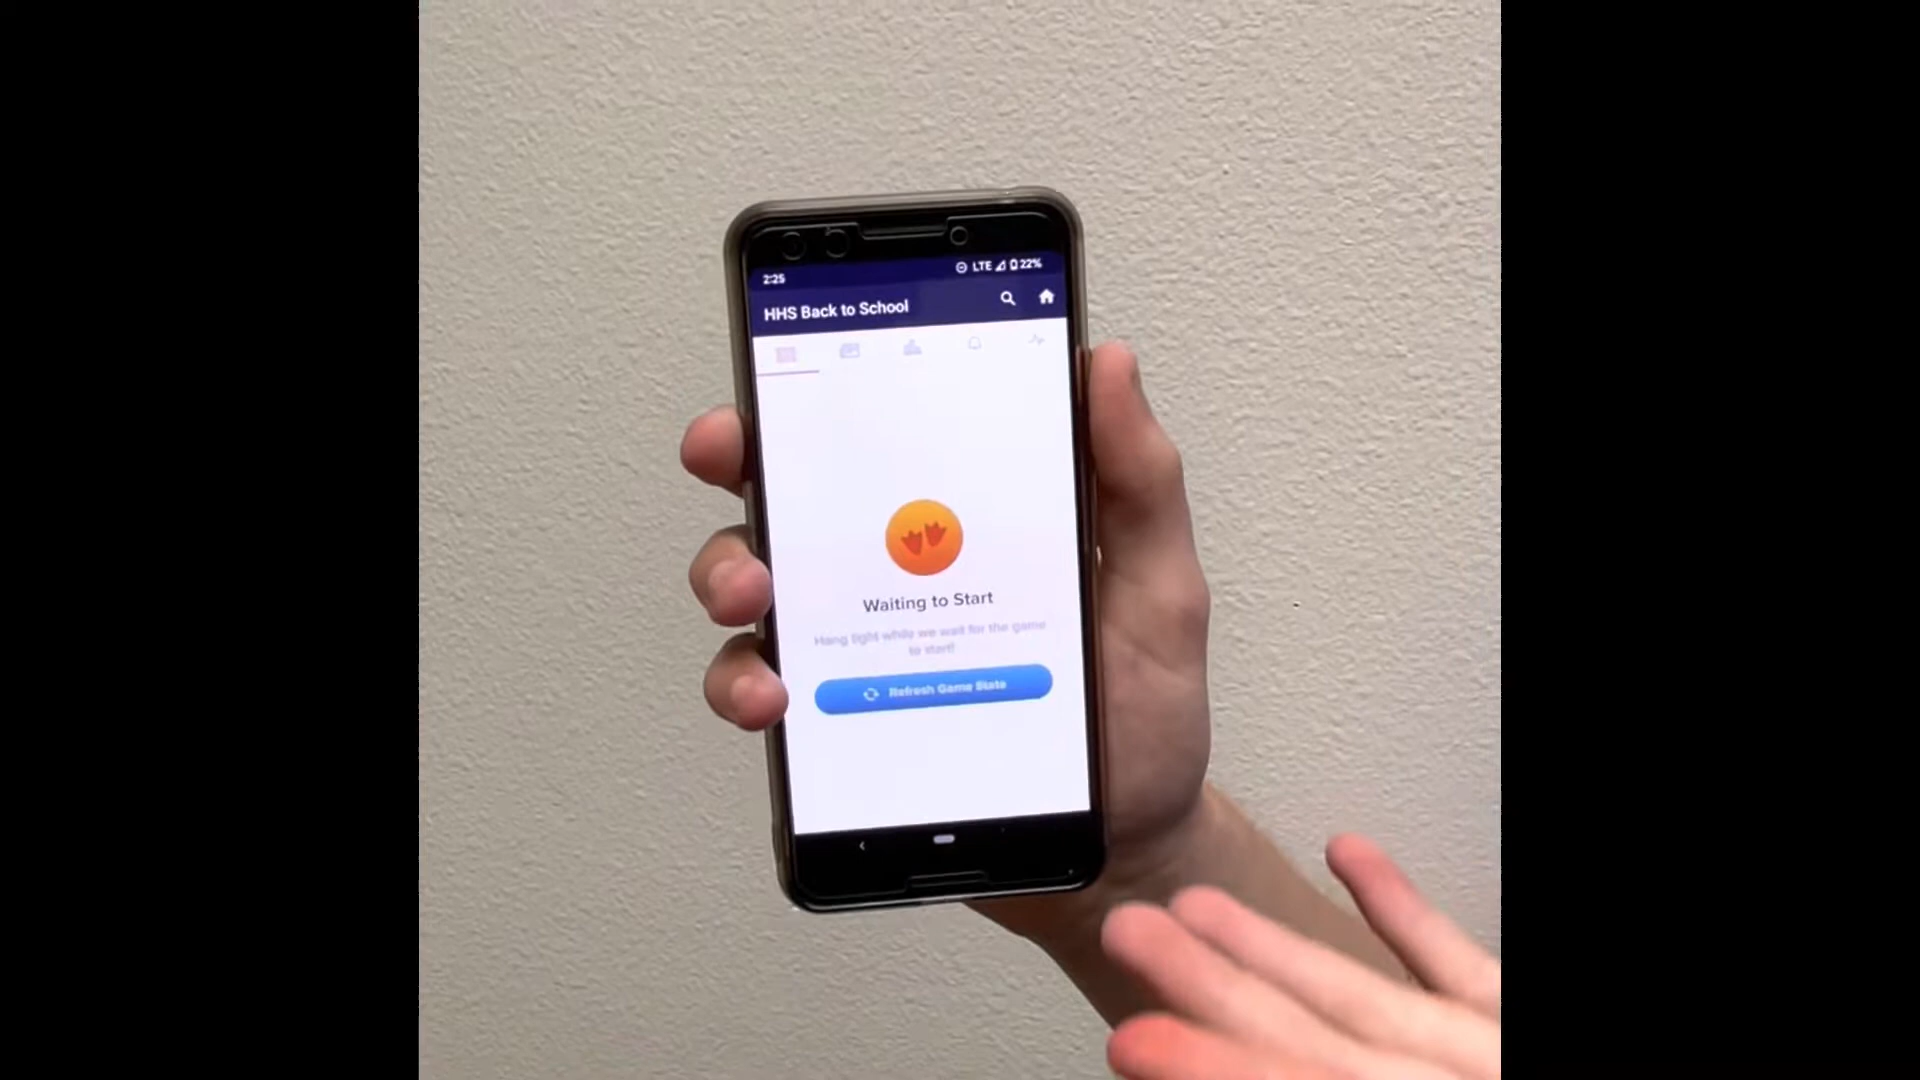 2:25 LTE 22%
HHS Back to School
Waiting to Start
Hang tight while we wait for the game
to start!
Refresh Game State